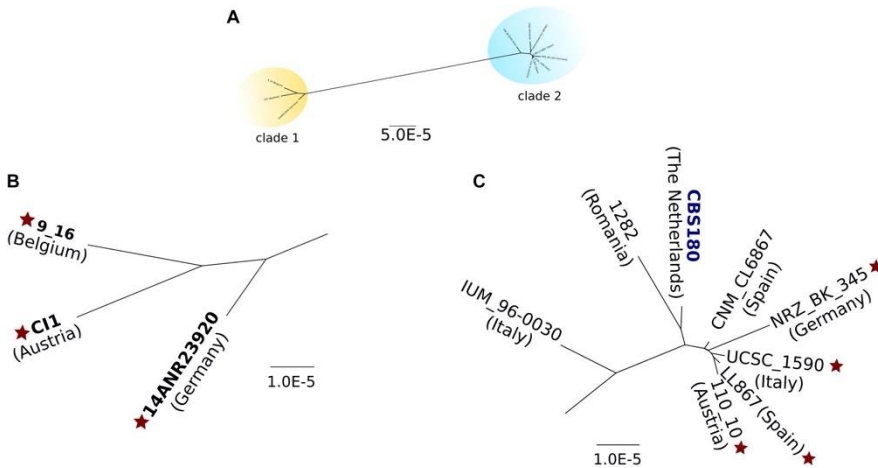 A
clade 1
clade 2
5.0E-5
B
9_16
(Belgium)
CI1
(Austria)
14ANR23920
(Germany)
1.0E-5
C
IUM_96-0030
(Italy)
1282
(Romania)
CBS180
(The Netherlands)
CNM_CL6867
(Spain)
NRZ_BK_345
(Germany)
UCSC_1590
(Italy)
LL867 (Spain)
110_10
(Austria)
1.0E-5